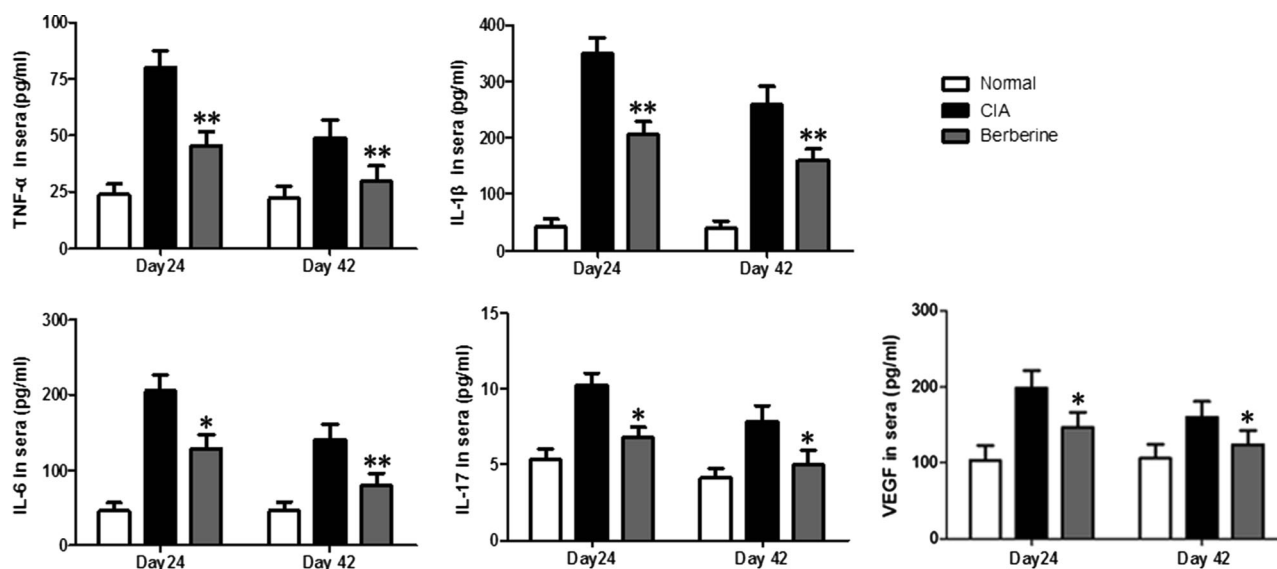 TNF-α In sera (pg/ml)
100
75
50
25
0
**
**
Day24 Day 42
IL-1β In sera (pg/ml)
400
300
200
100
0
**
**
Day24 Day 42
Normal
CIA
Berberine
IL-6 In sera (pg/ml)
300
200
100
0
*
**
Day24 Day 42
IL-17 In sera (pg/ml)
15
10
5
0
*
*
Day24 Day 42
VEGF in sera (pg/ml)
300
200
100
0
*
*
Day24 Day 42